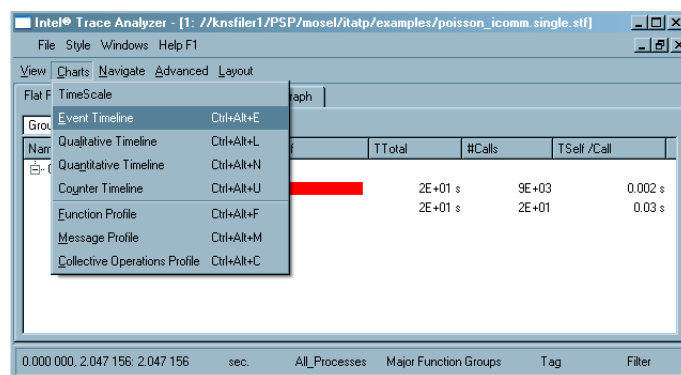 Intel® Trace Analyzer - [1: //knsfiler1/PSP/mosel/itatp/examples/poisson_icomm.single.stf]
File Style Windows Help F1
View Charts Navigate Advanced Layout
Flat
TimeScale
Event Timeline Ctrl+Alt+E
Qualitative Timeline Ctrl+Alt+L
Quantitative Timeline Ctrl+Alt+N
Counter Timeline Ctrl+Alt+U
Function Profile Ctrl+Alt+F
Message Profile Ctrl+Alt+M
Collective Operations Profile Ctrl+Alt+C
TTotal #Calls TSelf /Call
2E+01 s 9E+03 0.002 s
2E+01 s 2E+01 0.03 s
0.000 000, 2.047 156: 2.047 156 sec. All_Processes Major Function Groups Tag Filter